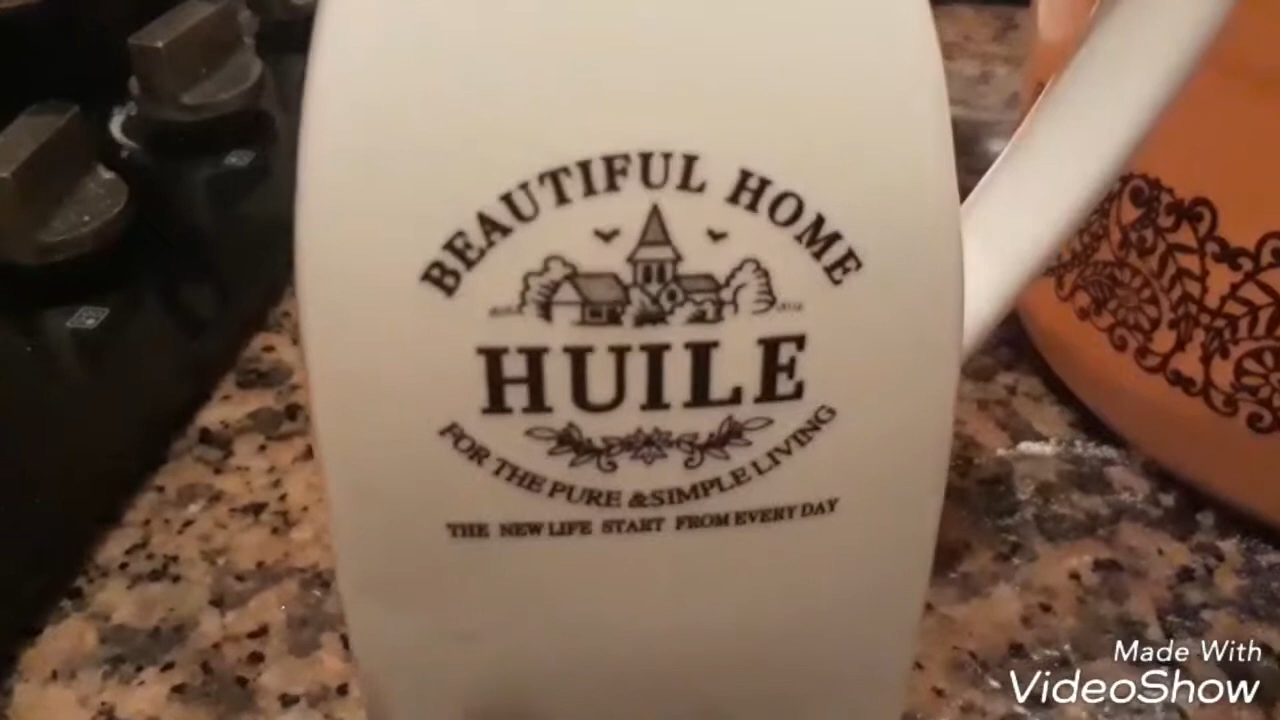 BEAUTIFUL HOME
HUILE
FOR THE PURE &SIMPLE LIVING
THE NEW LIFE START FROM EVERY DAY
Made With
VideoShow